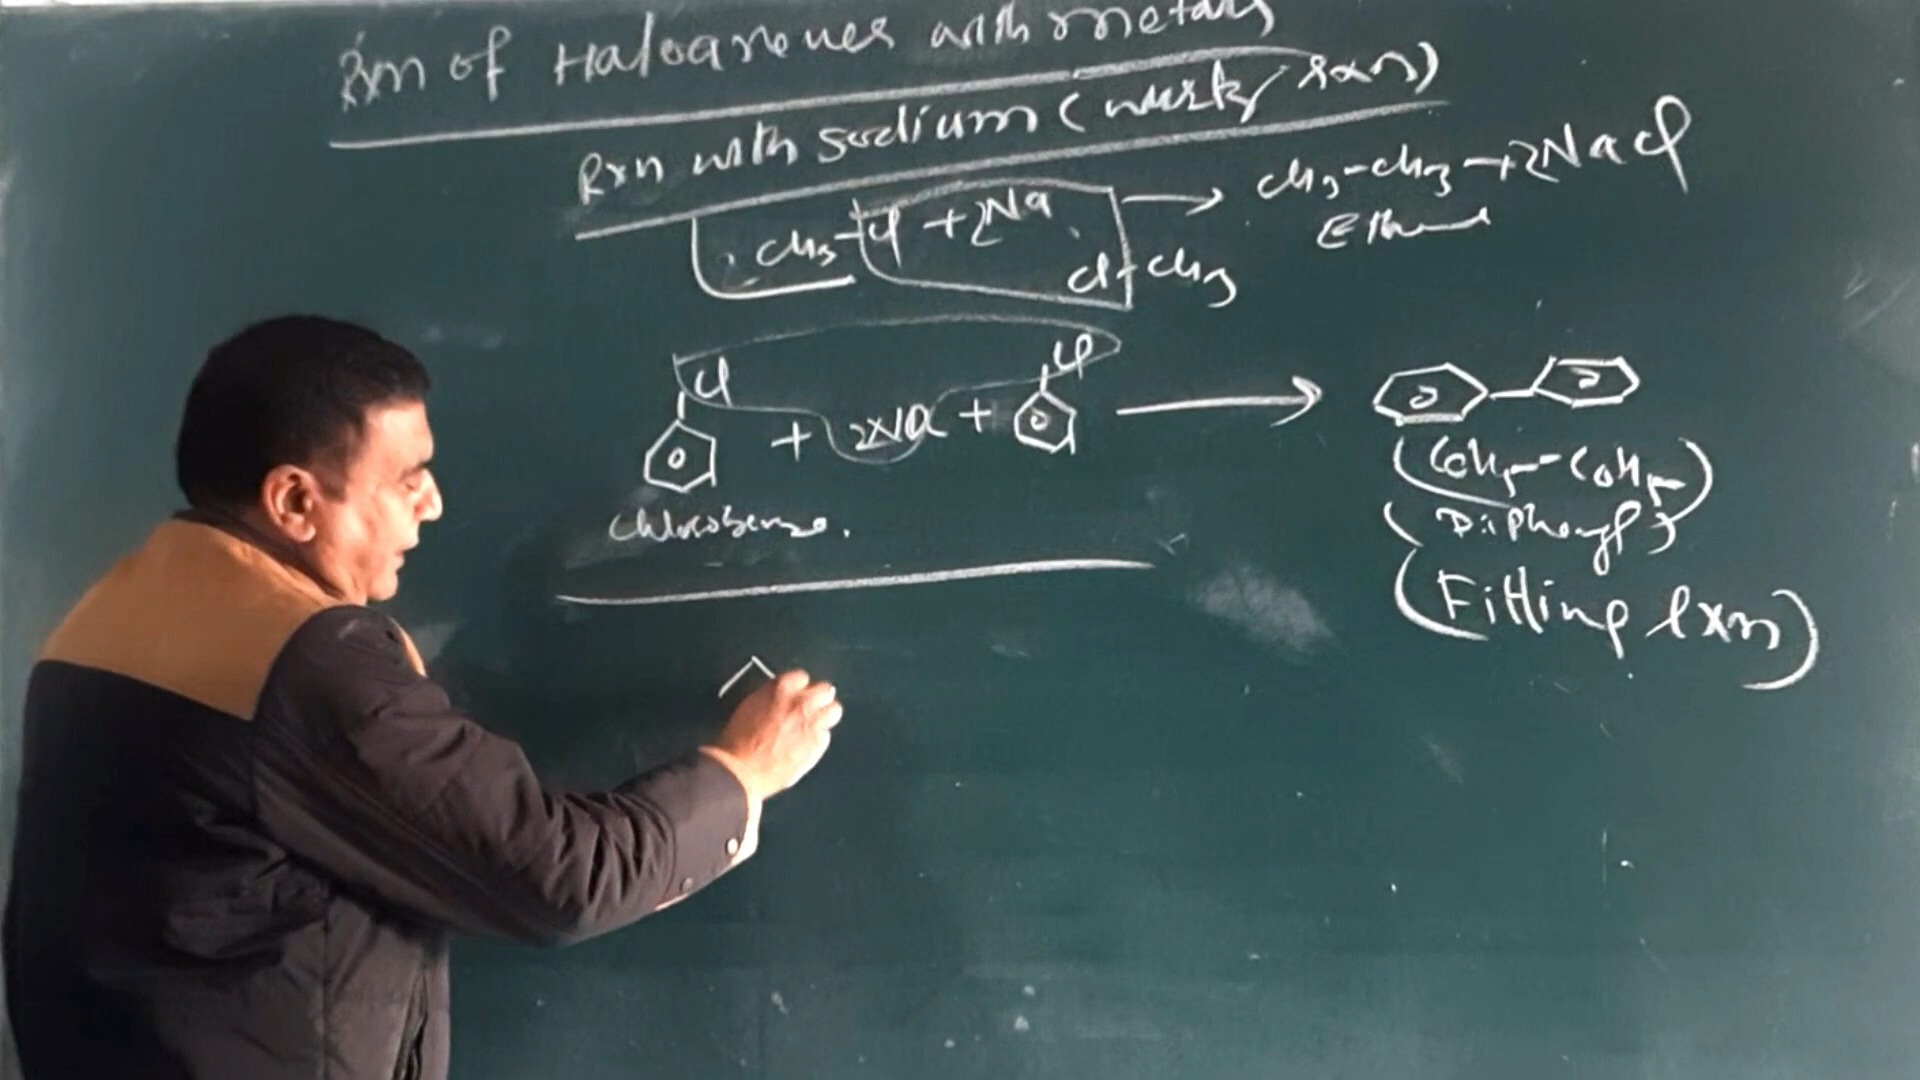 Rxn of Haloarenes with metals
Rxn with sodium (wurtz rxn)
CH3-Cl + 2Na Cl-CH3 → CH3-CH3 + 2NaCl
Ethane
Cl + 2Na + Cl →
Chlorobenzene.
(C6H5-C6H5)
(Diphenyl)
(Fitting rxn)